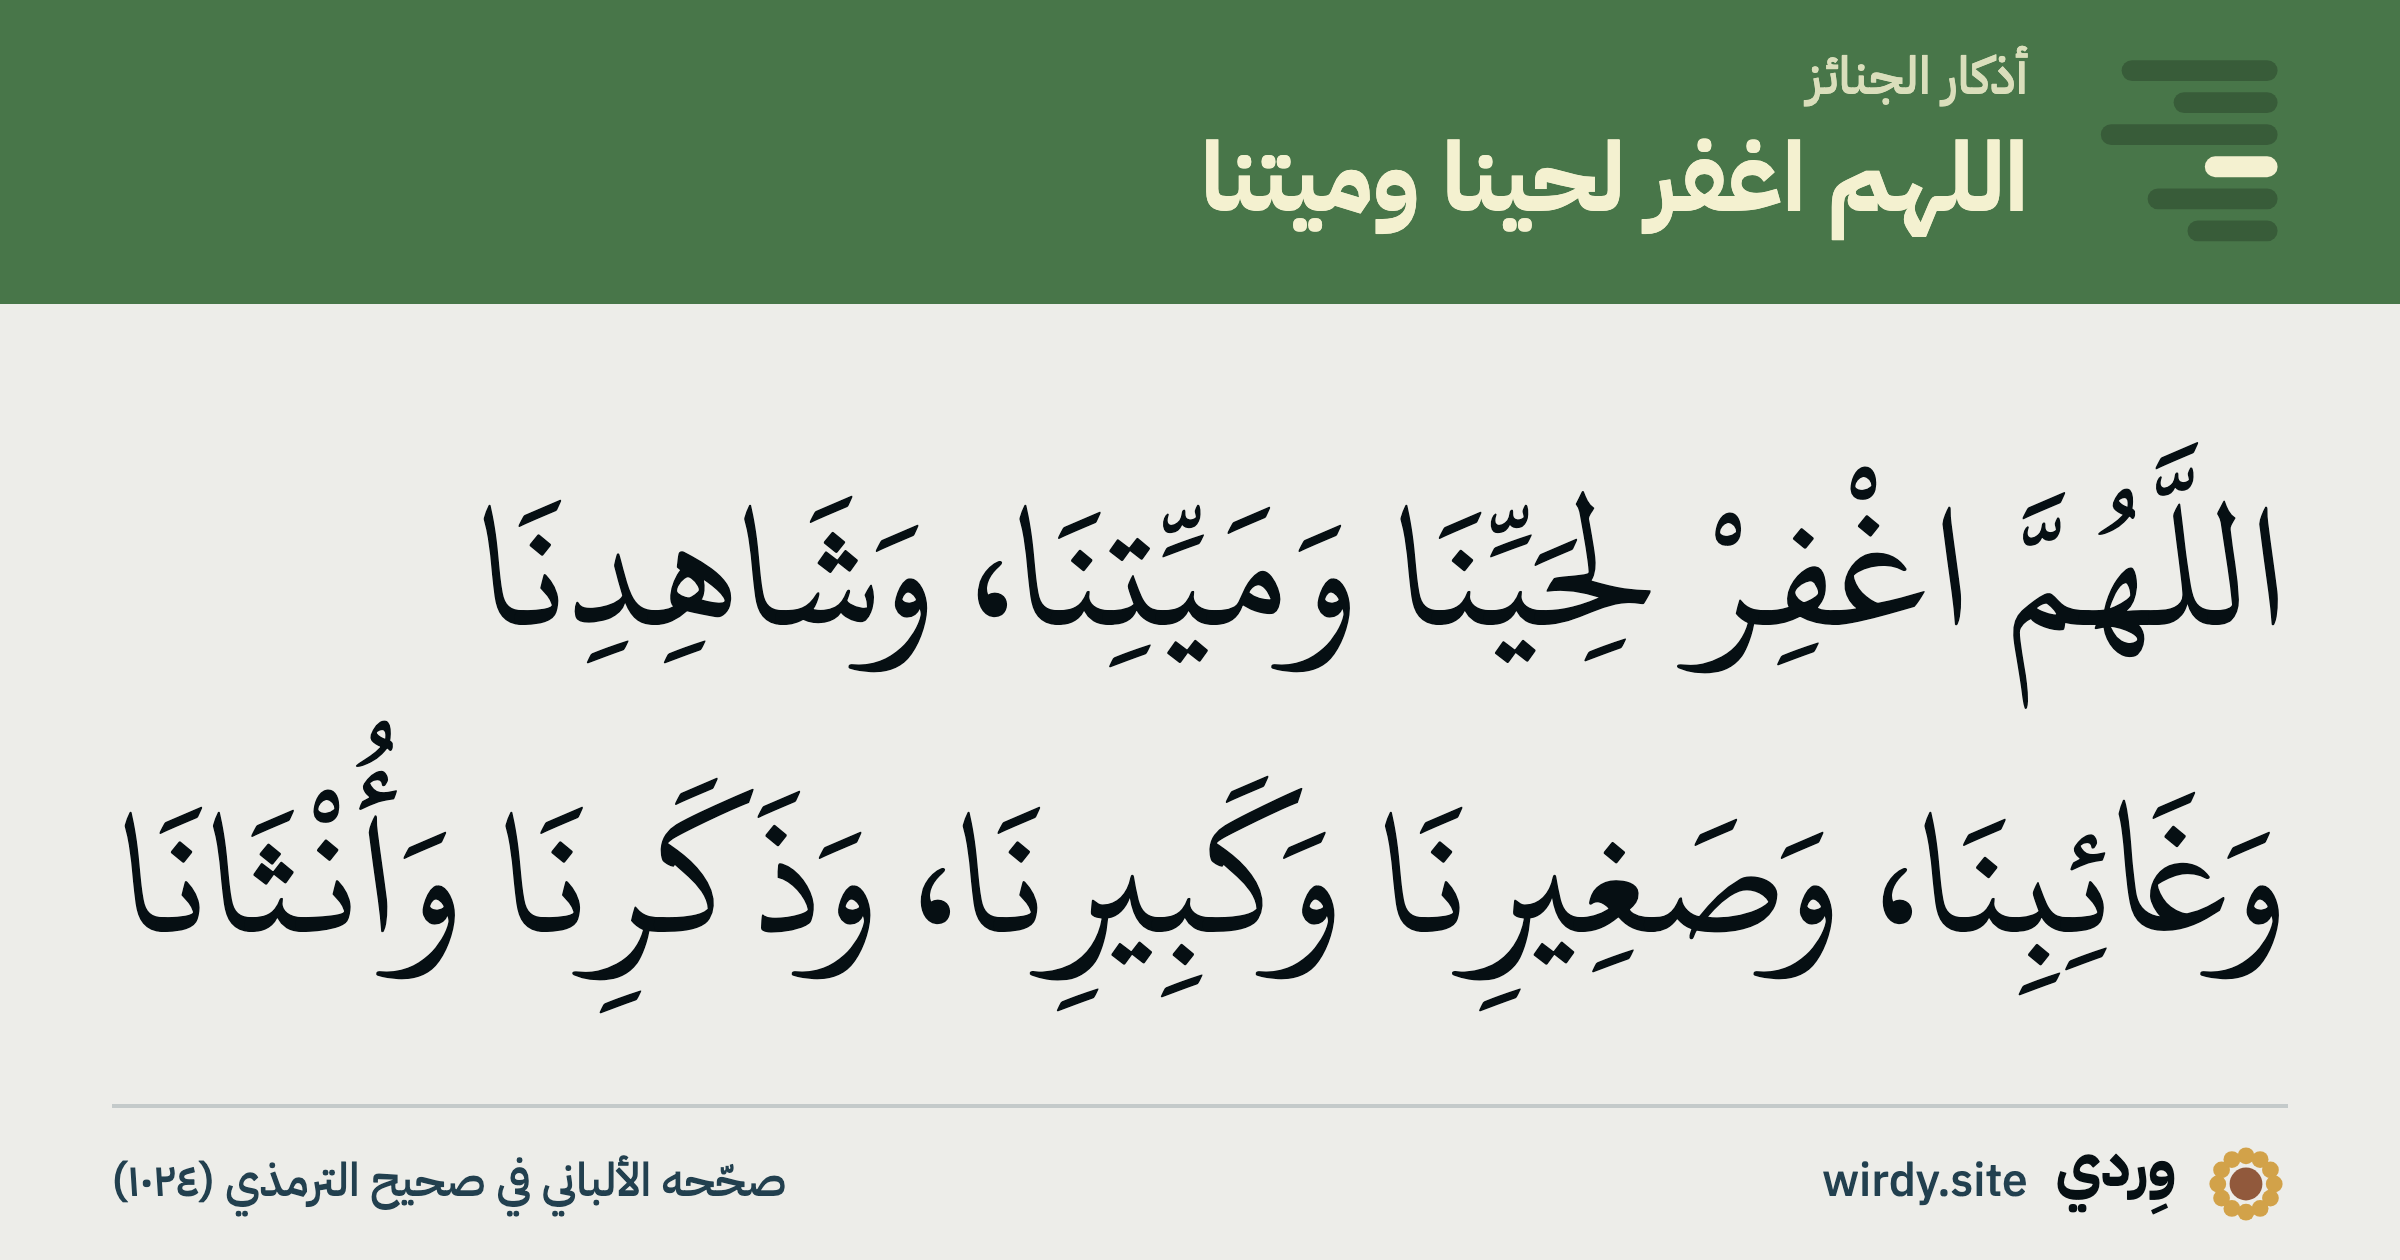 أذكار الجنائز
اللهم اغفر لحينا وميتنا
اللَّهُمَّ اغْفِرْ لِحَيِّنَا وَمَيِّتِنَا، وَشَاهِدِنَا
وَغَائِبِنَا، وَصَغِيرِنَا وَكَبِيرِنَا، وَذَكَرِنَا وَأُنْثَانَا
وِردي wirdy.site
صحّحه الألباني في صحيح الترمذي (١٠٢٤)